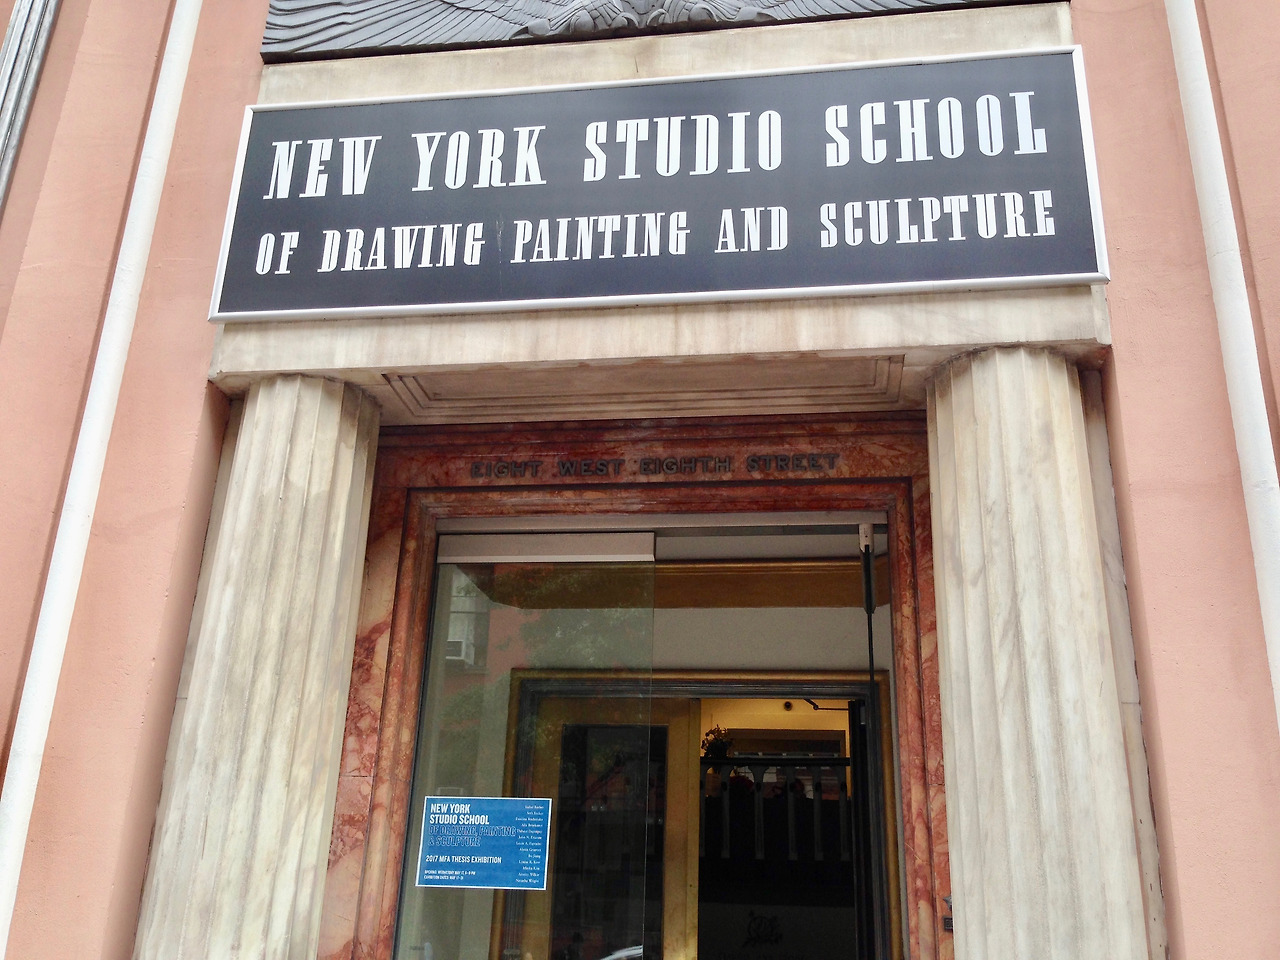 NEW YORK STUDIO SCHOOL
OF DRAWING PAINTING AND SCULPTURE
EIGHT WEST EIGHTH STREET
NEW YORK
STUDIO SCHOOL
OF DRAWING, PAINTING
& SCULPTURE
2017 MFA THESIS EXHIBITION